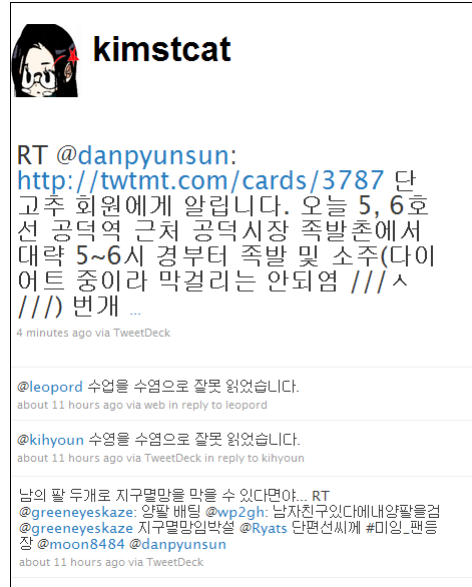 kimstcat
RT @danpyunsun:
http://twtmt.com/cards/3787 단
고추 회원에게 알립니다. 오늘 5, 6호
선 공덕역 근처 공덕시장 족발촌에서
대략 5~6시 경부터 족발 및 소주(다이
어트 중이라 막걸리는 안되염 ///ㅅ
///) 번개 ...
4 minutes ago via TweetDeck
@leopord 수업을 수염으로 잘못 읽었습니다.
about 11 hours ago via web in reply to leopord
@kihyoun 수영을 수염으로 잘못 읽었습니다.
about 11 hours ago via TweetDeck in reply to kihyoun
남의 팔 두개로 지구멸망을 막을 수 있다면야... RT
@greeneyeskaze: 양팔 배팅 @wp2gh: 남자친구있다에내양팔을검
@greeneyeskaze 지구멸망임박설 @Ryats 단편선씨께 #미잉_팬등
장 @moon8484 @danpyunsun
about 11 hours ago via TweetDeck